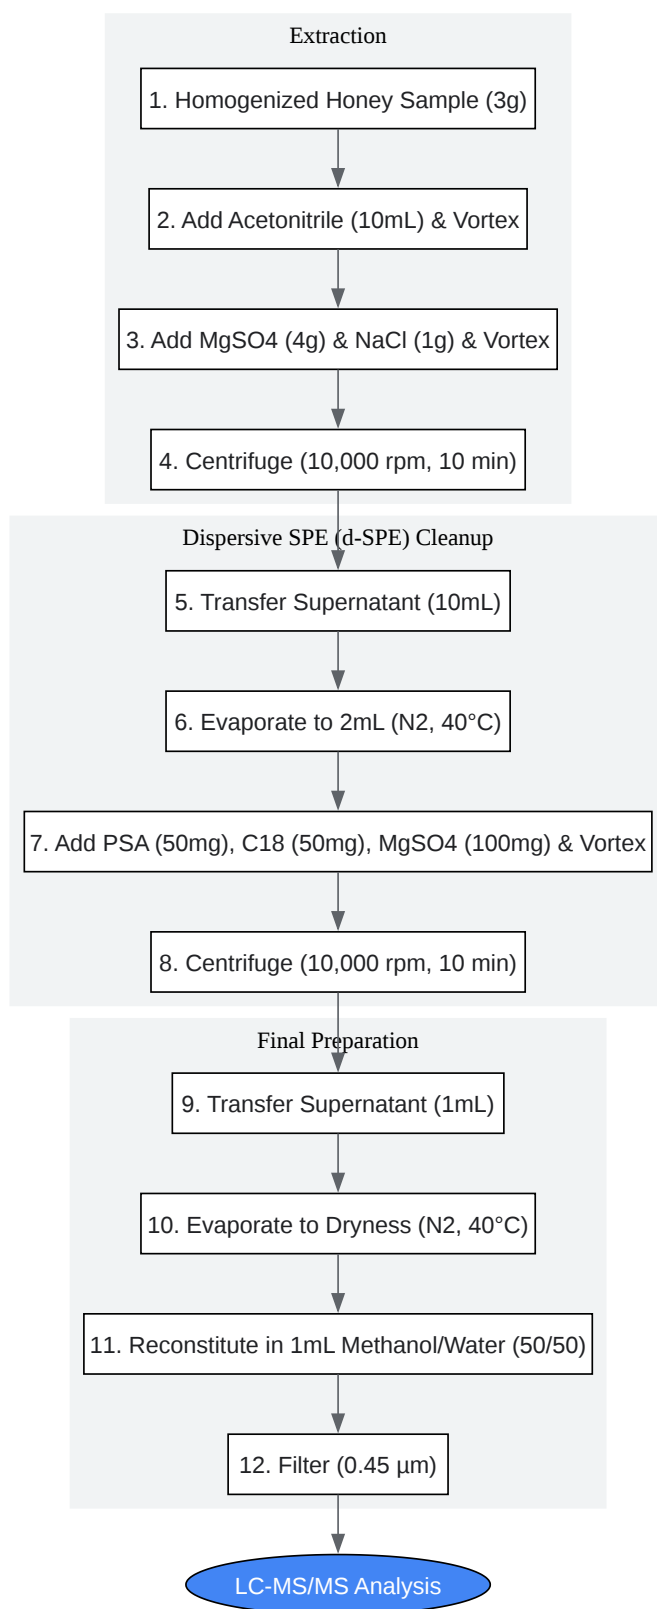 Extraction
1. Homogenized Honey Sample (3g)
2. Add Acetonitrile (10mL) & Vortex
3. Add MgSO4 (4g) & NaCl (1g) & Vortex
4. Centrifuge (10,000 rpm, 10 min)
Dispersive SPE (d-SPE) Cleanup
5. Transfer Supernatant (10mL)
6. Evaporate to 2mL (N2, 40°C)
7. Add PSA (50mg), C18 (50mg), MgSO4 (100mg) & Vortex
8. Centrifuge (10,000 rpm, 10 min)
Final Preparation
9. Transfer Supernatant (1mL)
10. Evaporate to Dryness (N2, 40°C)
11. Reconstitute in 1mL Methanol/Water (50/50)
12. Filter (0.45 µm)
LC-MS/MS Analysis